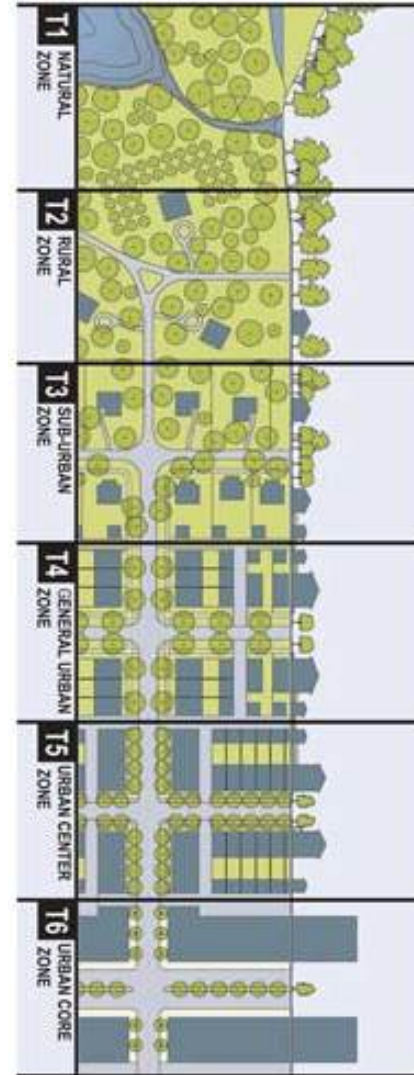 T1 NATURAL
ZONE
T2 RURAL
ZONE
T3 SUB-URBAN
ZONE
T4 GENERAL URBAN
ZONE
T5 URBAN CENTER
ZONE
T6 URBAN CORE
ZONE